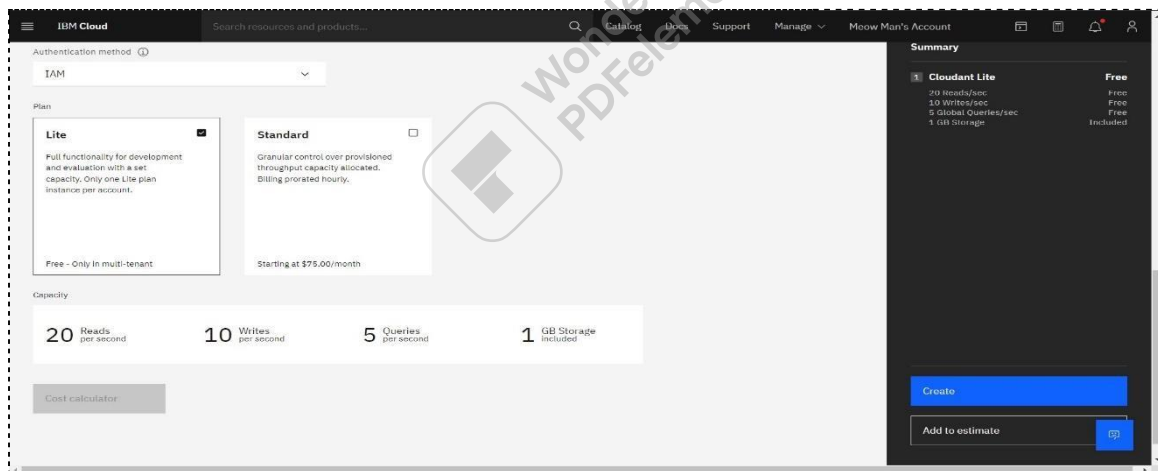 IBM Cloud
Search resources and products...
Catalog
Docs
Support
Manage
Meow Man's Account
Authentication method
IAM
Plan
Lite
Full functionality for development
and evaluation with a set
capacity. Only one Lite plan
instance per account.
Free - Only in multi-tenant
Standard
Granular control over provisioned
throughput capacity allocated.
Billing prorated hourly.
Starting at $75.00/month
Capacity
20 Reads per second
10 Writes per second
5 Queries per second
1 GB Storage included
Cost calculator
Summary
1 Cloudant Lite Free
20 Reads/sec Free
10 Writes/sec Free
5 Global Queries/sec Free
1 GB Storage Included
Create
Add to estimate
PDFelem